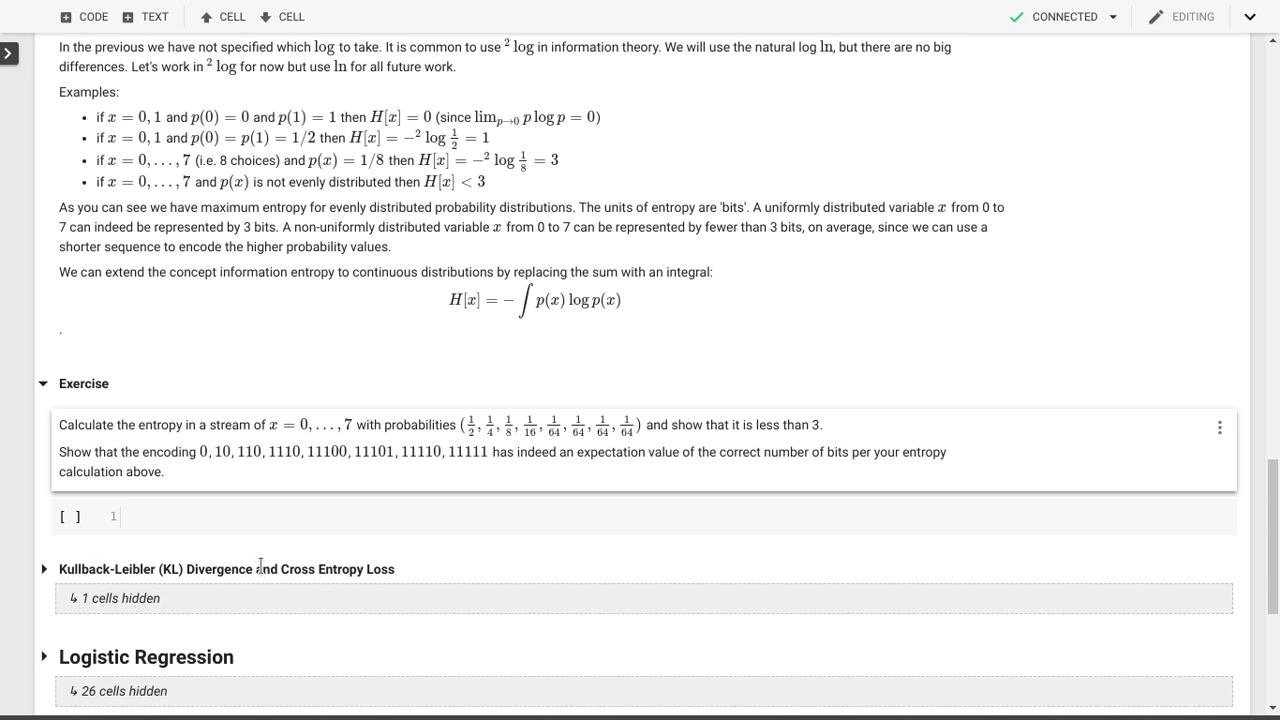 CODE TEXT CELL CELL CONNECTED EDITING
In the previous we have not specified which log to take. It is common to use ² log in information theory. We will use the natural log ln, but there are no big
differences. Let's work in ² log for now but use ln for all future work.
Examples:
• if x = 0, 1 and p(0) = 0 and p(1) = 1 then H[x] = 0 (since lim_{p→0} p log p = 0)
• if x = 0, 1 and p(0) = p(1) = 1/2 then H[x] = −² log 1/2 = 1
• if x = 0, . . . , 7 (i.e. 8 choices) and p(x) = 1/8 then H[x] = −² log 1/8 = 3
• if x = 0, . . . , 7 and p(x) is not evenly distributed then H[x] < 3
As you can see we have maximum entropy for evenly distributed probability distributions. The units of entropy are 'bits'. A uniformly distributed variable x from 0 to
7 can indeed be represented by 3 bits. A non-uniformly distributed variable x from 0 to 7 can be represented by fewer than 3 bits, on average, since we can use a
shorter sequence to encode the higher probability values.
We can extend the concept information entropy to continuous distributions by replacing the sum with an integral:
H[x] = − ∫ p(x) log p(x)
.
Exercise
Calculate the entropy in a stream of x = 0, . . . , 7 with probabilities (1/2, 1/4, 1/8, 1/16, 1/64, 1/64, 1/64, 1/64) and show that it is less than 3.
Show that the encoding 0, 10, 110, 1110, 11100, 11101, 11110, 11111 has indeed an expectation value of the correct number of bits per your entropy
calculation above.
[ ] 1
Kullback-Leibler (KL) Divergence and Cross Entropy Loss
↳ 1 cells hidden
Logistic Regression
↳ 26 cells hidden